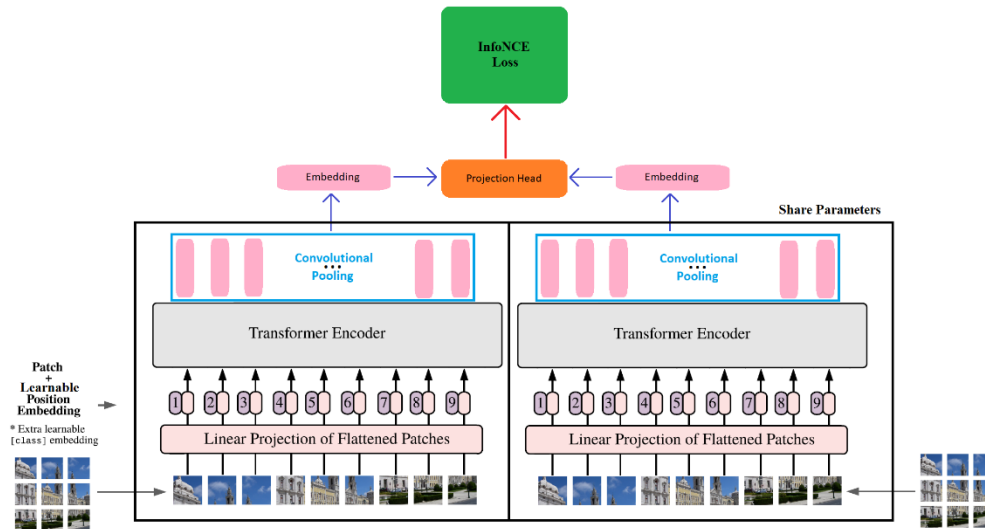 InfoNCE
Loss
Embedding
Projection Head
Embedding
Share Parameters
Convolutional
...
Pooling
Convolutional
...
Pooling
Transformer Encoder
Transformer Encoder
Patch
+
Learnable
Position
Embedding
* Extra learnable
[class] embedding
1 2 3 4 5 6 7 8 9
1 2 3 4 5 6 7 8 9
Linear Projection of Flattened Patches
Linear Projection of Flattened Patches